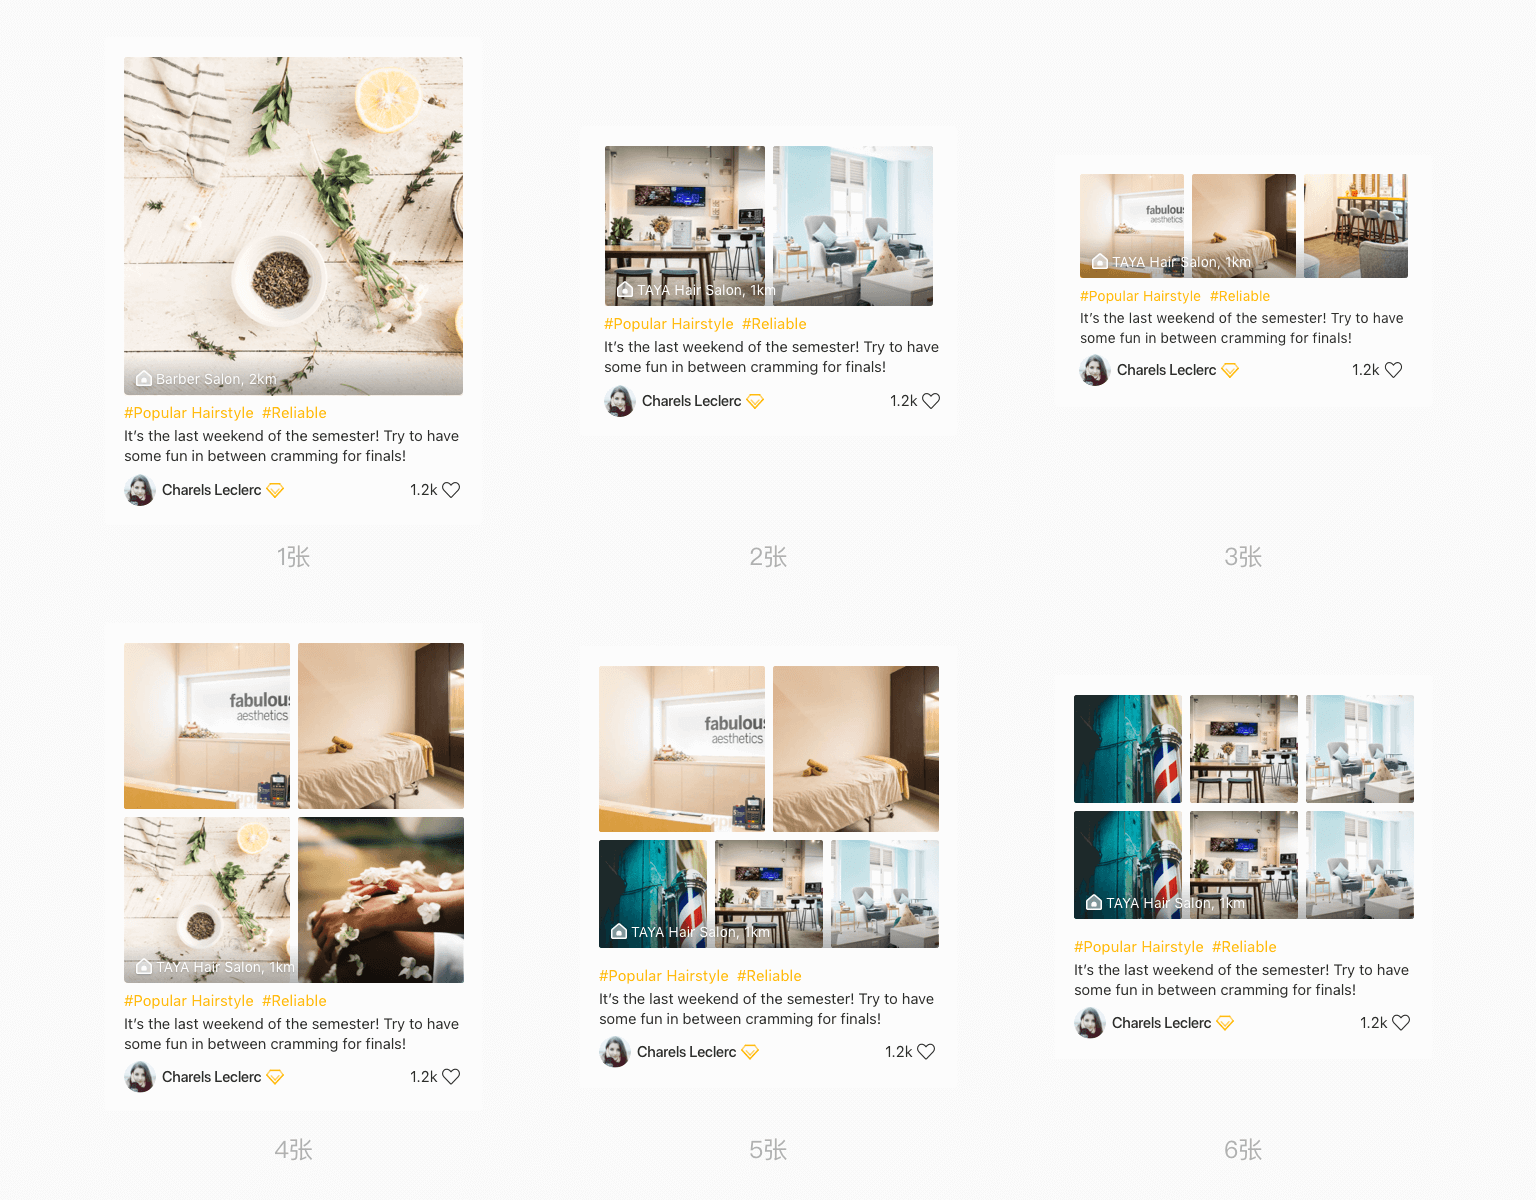 Barber Salon, 2km
#Popular Hairstyle #Reliable
It's the last weekend of the semester! Try to have
some fun in between cramming for finals!
Charels Leclerc 1.2k
1张
TAYA Hair Salon, 1km
#Popular Hairstyle #Reliable
It's the last weekend of the semester! Try to have
some fun in between cramming for finals!
Charels Leclerc 1.2k
2张
fabulous
aesthetics
TAYA Hair Salon, 1km
#Popular Hairstyle #Reliable
It's the last weekend of the semester! Try to have
some fun in between cramming for finals!
Charels Leclerc 1.2k
3张
fabulous
aesthetics
TAYA Hair Salon, 1km
#Popular Hairstyle #Reliable
It's the last weekend of the semester! Try to have
some fun in between cramming for finals!
Charels Leclerc 1.2k
4张
fabulous
aesthetics
TAYA Hair Salon, 1km
#Popular Hairstyle #Reliable
It's the last weekend of the semester! Try to have
some fun in between cramming for finals!
Charels Leclerc 1.2k
5张
TAYA Hair Salon, 1km
#Popular Hairstyle #Reliable
It's the last weekend of the semester! Try to have
some fun in between cramming for finals!
Charels Leclerc 1.2k
6张